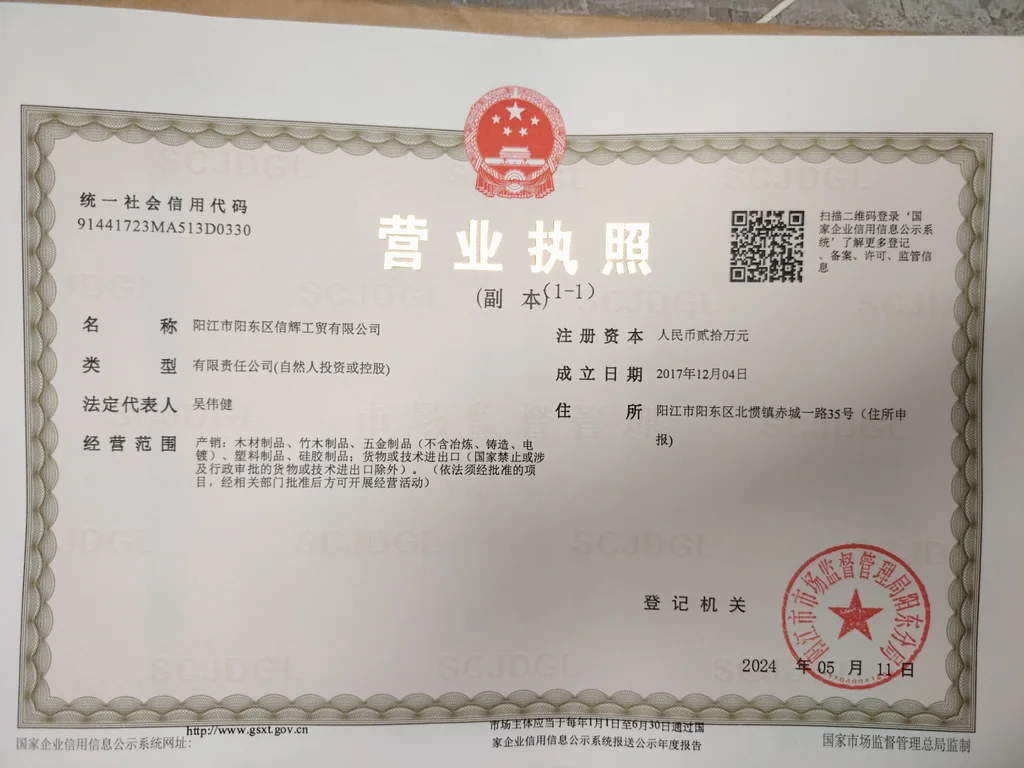 统一社会信用代码
91441723MA513D0330
营业执照
(副 本)(1-1)
扫描二维码登录‘国
家企业信用信息公示系
统’了解更多登记
、备案、许可、监管信
息
名 称 阳江市阳东区信辉工贸有限公司
类 型 有限责任公司(自然人投资或控股)
法定代表人 吴伟健
经营范围 产销：木材制品、竹木制品、五金制品（不含冶炼、铸造、电
镀）、塑料制品、硅胶制品；货物或技术进出口（国家禁止或涉
及行政审批的货物或技术进出口除外）。（依法须经批准的项
目，经相关部门批准后方可开展经营活动）
注册资本 人民币贰拾万元
成立日期 2017年12月04日
住 所 阳江市阳东区北惯镇赤城一路35号（住所申
报）
登记机关
阳江市市场监督管理局阳东分局
2024 年 05 月 11 日
国家企业信用信息公示系统网址： http://www.gsxt.gov.cn
市场主体应当于每年1月1日至6月30日通过国
家企业信用信息公示系统报送公示年度报告
国家市场监督管理总局监制
SCJDGL
市场监督管理